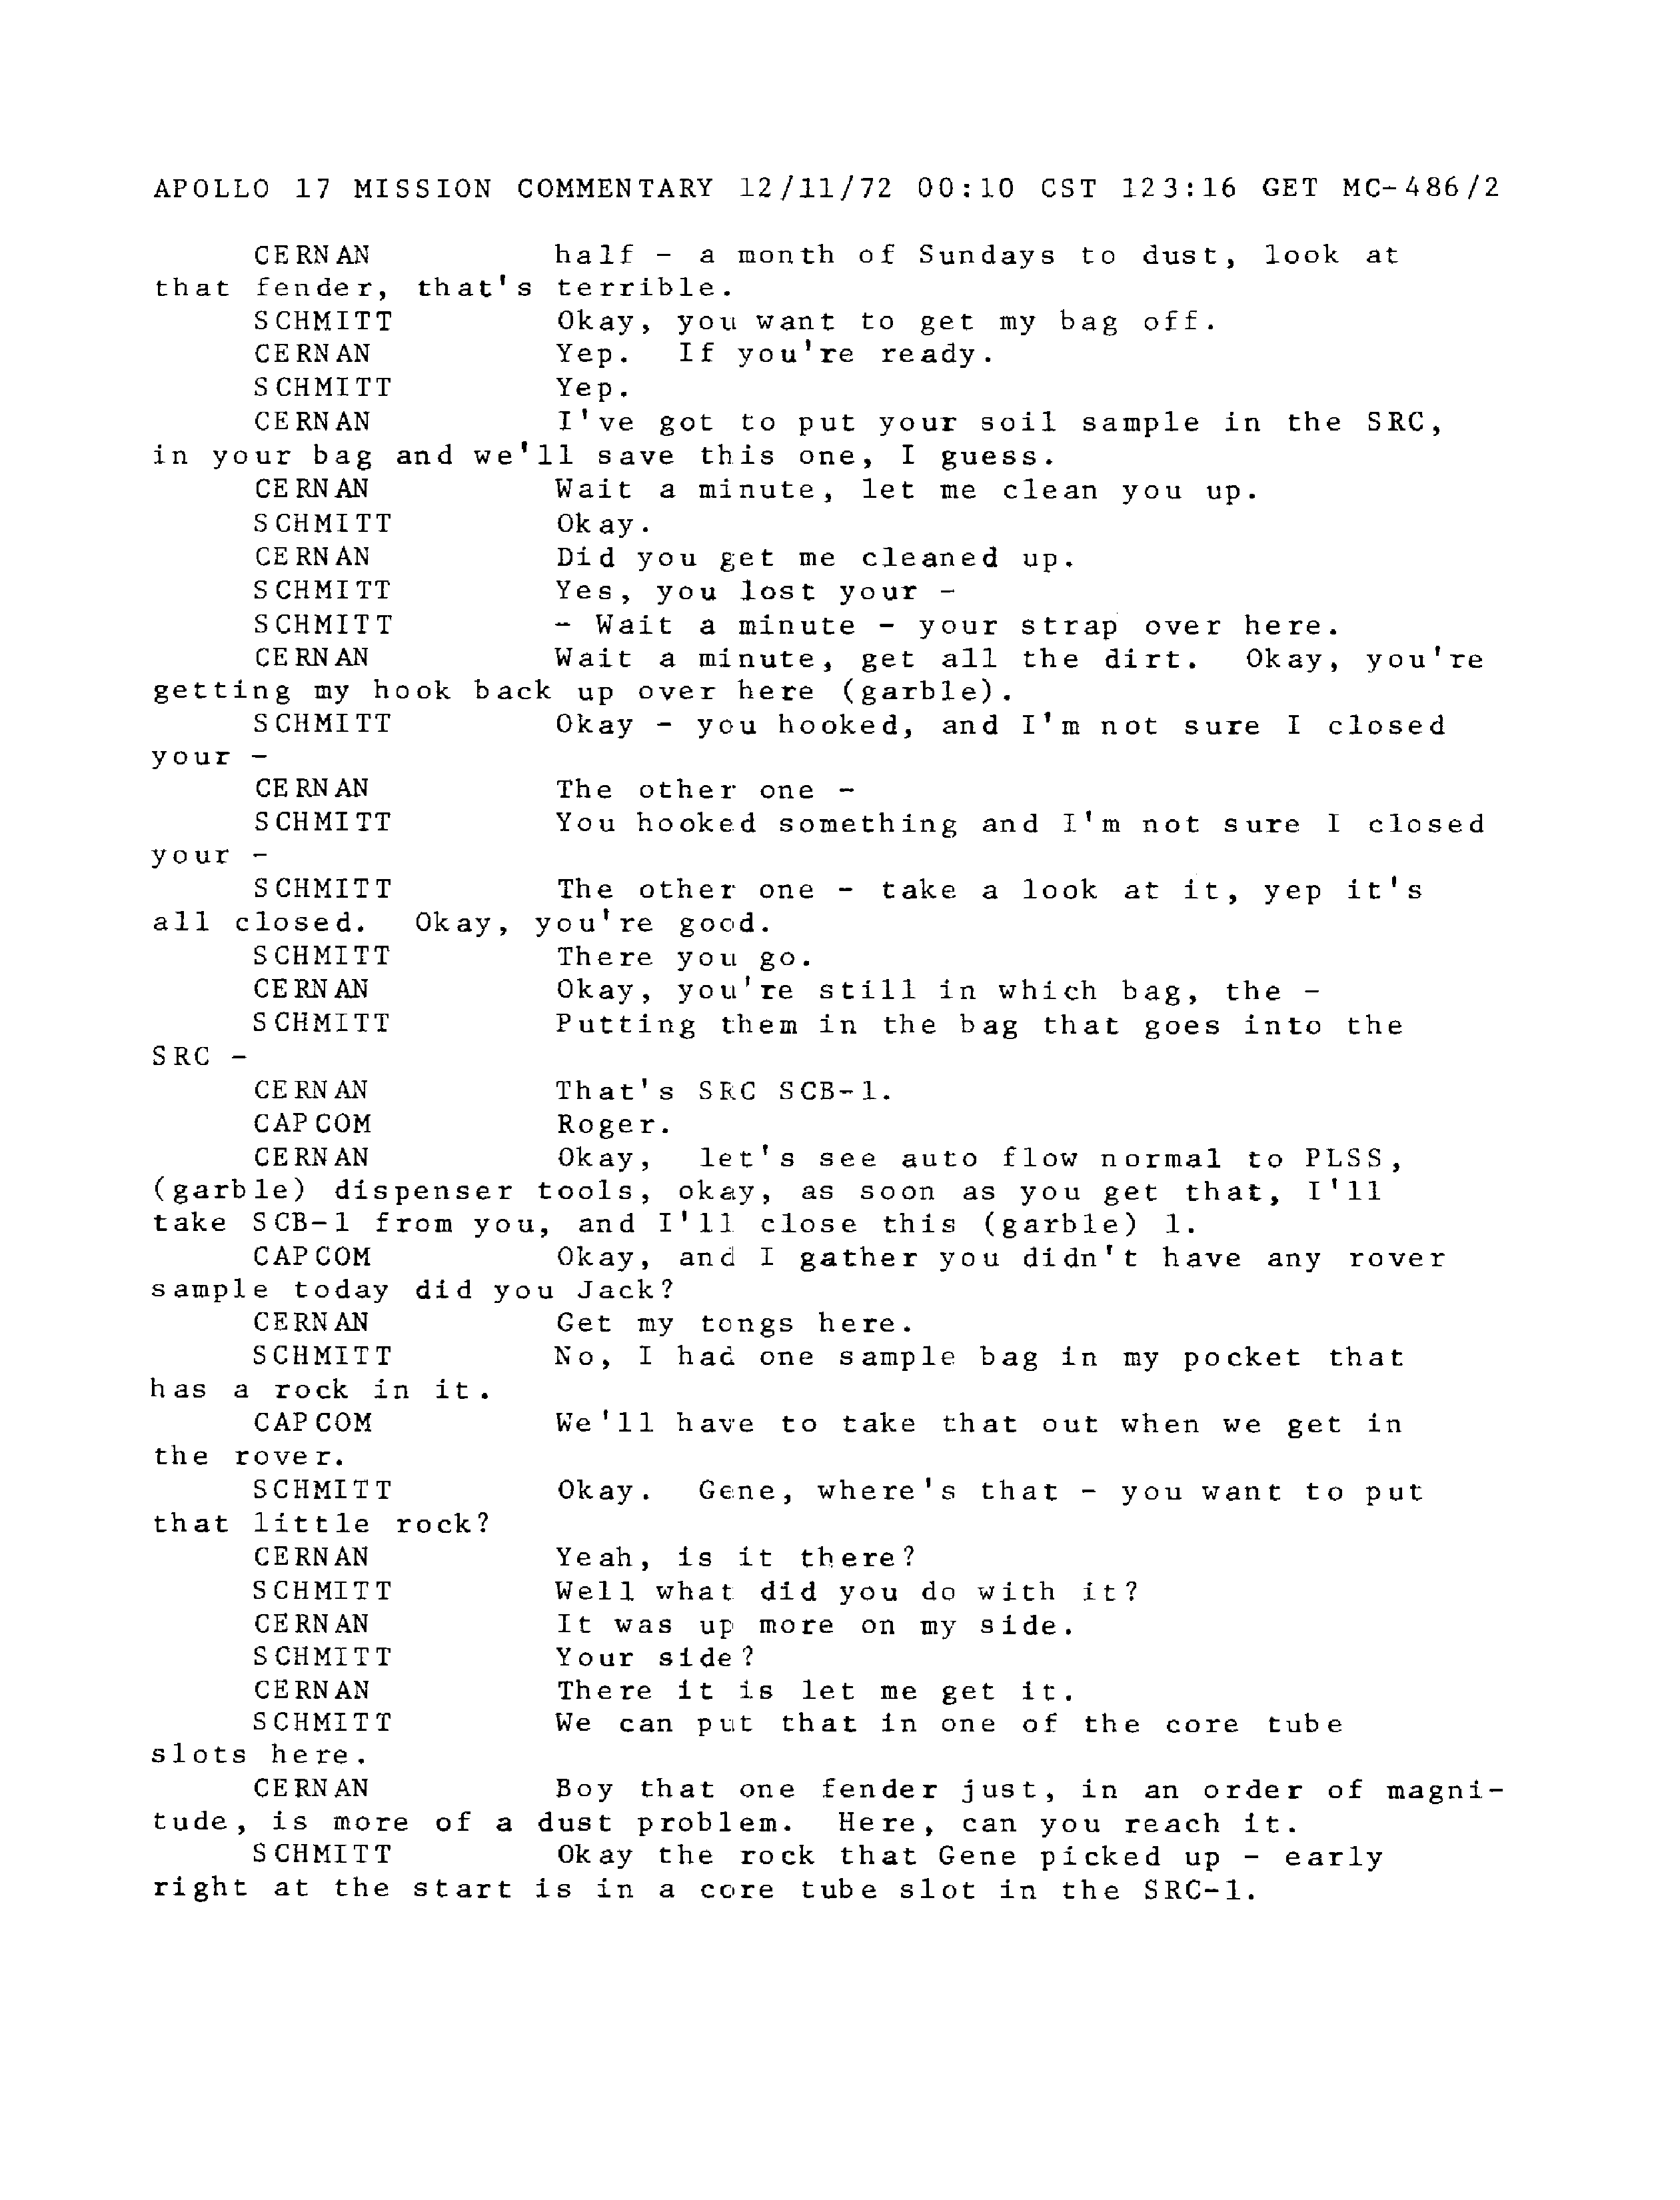 APOLLO 17 MISSION COMMENTARY 12/11/72 00:10 CST 123:16 GET MC-486/2
CERNAN half - a month of Sundays to dust, look at
that fender, that's terrible.
SCHMITT Okay, you want to get my bag off.
CERNAN Yep. If you're ready.
SCHMITT Yep.
CERNAN I've got to put your soil sample in the SRC,
in your bag and we'll save this one, I guess.
CERNAN Wait a minute, let me clean you up.
SCHMITT Okay.
CERNAN Did you get me cleaned up.
SCHMITT Yes, you lost your -
SCHMITT - Wait a minute - your strap over here.
CERNAN Wait a minute, get all the dirt. Okay, you're
getting my hook back up over here (garble).
SCHMITT Okay - you hooked, and I'm not sure I closed
your -
CERNAN The other one -
SCHMITT You hooked something and I'm not sure I closed
your -
SCHMITT The other one - take a look at it, yep it's
all closed. Okay, you're good.
SCHMITT There you go.
CERNAN Okay, you're still in which bag, the -
SCHMITT Putting them in the bag that goes into the
SRC -
CERNAN That's SRC SCB-1.
CAPCOM Roger.
CERNAN Okay, let's see auto flow normal to PLSS,
(garble) dispenser tools, okay, as soon as you get that, I'll
take SCB-1 from you, and I'll close this (garble) 1.
CAPCOM Okay, and I gather you didn't have any rover
sample today did you Jack?
CERNAN Get my tongs here.
SCHMITT No, I had one sample bag in my pocket that
has a rock in it.
CAPCOM We'll have to take that out when we get in
the rover.
SCHMITT Okay. Gene, where's that - you want to put
that little rock?
CERNAN Yeah, is it there?
SCHMITT Well what did you do with it?
CERNAN It was up more on my side.
SCHMITT Your side?
CERNAN There it is let me get it.
SCHMITT We can put that in one of the core tube
slots here.
CERNAN Boy that one fender just, in an order of magni-
tude, is more of a dust problem. Here, can you reach it.
SCHMITT Okay the rock that Gene picked up - early
right at the start is in a core tube slot in the SRC-1.